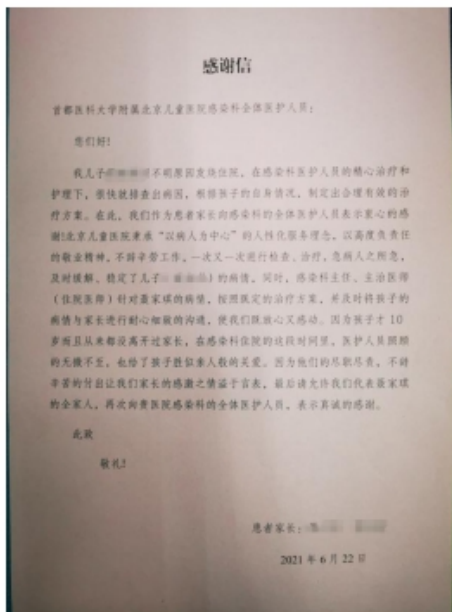 感谢信
首都医科大学附属北京儿童医院感染科全体医护人员:
您们好!
我儿子 不明原因发烧住院,在感染科医护人员的精心治疗和
护理下,很快就排查出病因,根据孩子的自身情况,制定出合理有效的治
疗方案。在此,我们作为患者家长向感染科的全体医护人员表示衷心的感
谢!北京儿童医院秉承“以病人为中心”的人性化服务理念,以高度负责任
的敬业精神,不辞辛劳工作,一次又一次进行检查、治疗,急病人之所急,
及时缓解、稳定了儿子( )的病情。同时,感染科主任、主治医师
(住院医师)针对聂家琪的病情,按照既定的治疗方案,并及时将孩子的
病情与家长进行耐心细致的沟通,使我们既放心又感动。因为孩子才 10
岁而且从来都没离开过家长,在感染科住院的这段时间里,医护人员照顾
的无微不至,也给了孩子胜似亲人般的关爱。因为他们的尽职尽责,不辞
辛苦的付出让我们家长的感激之情溢于言表,最后请允许我们代表聂家琪
的全家人,再次向贵医院感染科的全体医护人员,表示真诚的感谢。
此致
敬礼!
患者家长:
2021 年 6 月 22 日